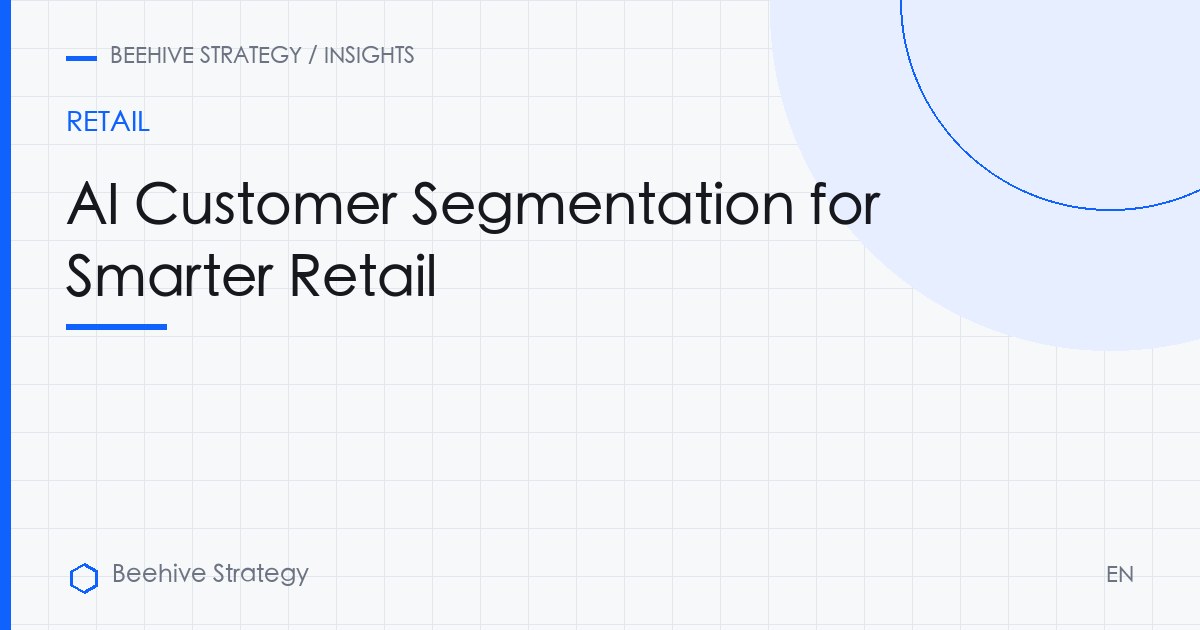 BEEHIVE STRATEGY / INSIGHTS
RETAIL
AI Customer Segmentation for
Smarter Retail
Beehive Strategy
EN